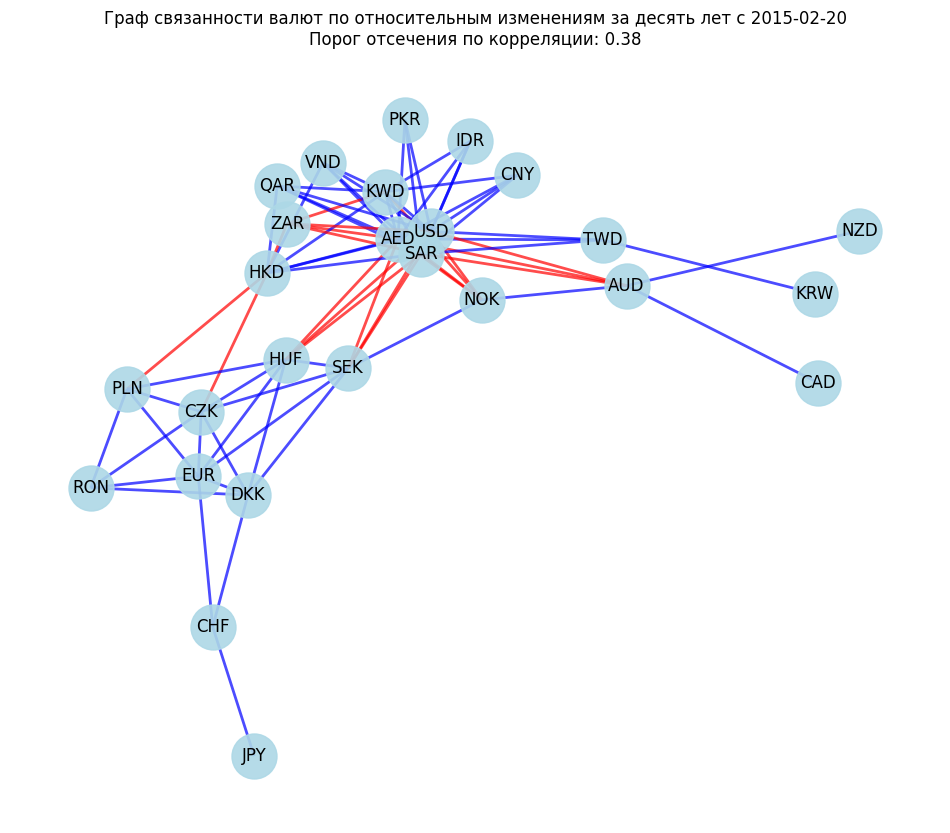 Граф связанности валют по относительным изменениям за десять лет с 2015-02-20
Порог отсечения по корреляции: 0.38
PKR
IDR
VND
CNY
QAR
KWD
ZAR
USD
NZD
AED
TWD
SAR
HKD
AUD
KRW
NOK
HUF
SEK
CAD
PLN
CZK
EUR
RON
DKK
CHF
JPY